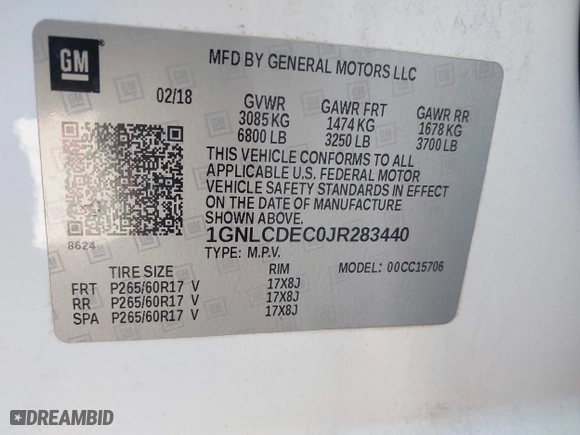 GM
MFD BY GENERAL MOTORS LLC
02/18 GVWR GAWR FRT GAWR RR
3085 KG 1474 KG 1678 KG
6800 LB 3250 LB 3700 LB
THIS VEHICLE CONFORMS TO ALL
APPLICABLE U.S. FEDERAL MOTOR
VEHICLE SAFETY STANDARDS IN EFFECT
ON THE DATE OF MANUFACTURE
SHOWN ABOVE.
8624
1GNLCDEC0JR283440
TYPE: M.P.V. MODEL: 00CC15706
TIRE SIZE RIM
FRT P265/60R17 V 17X8J
RR P265/60R17 V 17X8J
SPA P265/60R17 V 17X8J
DREAMBID